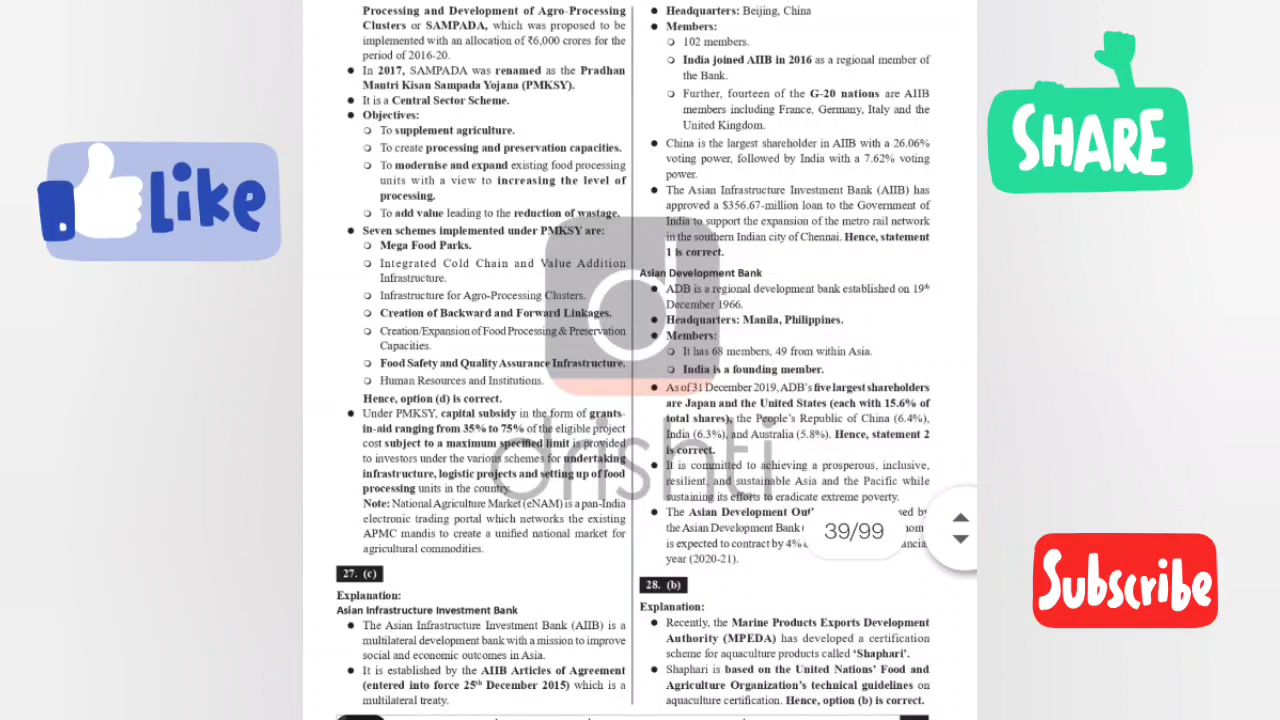 Processing and Development of Agro-Processing
Clusters or SAMPADA, which was proposed to be
implemented with an allocation of ₹6,000 crores for the
period of 2016-20.
● In 2017, SAMPADA was renamed as the Pradhan
Mantri Kisan Sampada Yojana (PMKSY).
● It is a Central Sector Scheme.
● Objectives:
○ To supplement agriculture.
○ To create processing and preservation capacities.
○ To modernise and expand existing food processing
units with a view to increasing the level of
processing.
○ To add value leading to the reduction of wastage.
● Seven schemes implemented under PMKSY are:
○ Mega Food Parks.
○ Integrated Cold Chain and Value Addition
Infrastructure.
○ Infrastructure for Agro-Processing Clusters.
○ Creation of Backward and Forward Linkages.
○ Creation/Expansion of Food Processing & Preservation
Capacities.
○ Food Safety and Quality Assurance Infrastructure.
○ Human Resources and Institutions.
Hence, option (d) is correct.
● Under PMKSY, capital subsidy in the form of grants-
in-aid ranging from 35% to 75% of the eligible project
cost subject to a maximum specified limit is provided
to investors under the various schemes for undertaking
infrastructure, logistic projects and setting up of food
processing units in the country.
Note: National Agriculture Market (eNAM) is a pan-India
electronic trading portal which networks the existing
APMC mandis to create a unified national market for
agricultural commodities.
27. (c)
Explanation:
Asian Infrastructure Investment Bank
● The Asian Infrastructure Investment Bank (AIIB) is a
multilateral development bank with a mission to improve
social and economic outcomes in Asia.
● It is established by the AIIB Articles of Agreement
(entered into force 25th December 2015) which is a
multilateral treaty.
● Headquarters: Beijing, China
● Members:
○ 102 members.
○ India joined AIIB in 2016 as a regional member of
the Bank.
○ Further, fourteen of the G-20 nations are AIIB
members including France, Germany, Italy and the
United Kingdom.
● China is the largest shareholder in AIIB with a 26.06%
voting power, followed by India with a 7.62% voting
power.
● The Asian Infrastructure Investment Bank (AIIB) has
approved a $356.67-million loan to the Government of
India to support the expansion of the metro rail network
in the southern Indian city of Chennai. Hence, statement
1 is correct.
Asian Development Bank
● ADB is a regional development bank established on 19th
December 1966.
● Headquarters: Manila, Philippines.
● Members:
○ It has 68 members, 49 from within Asia.
○ India is a founding member.
● As of 31 December 2019, ADB's five largest shareholders
are Japan and the United States (each with 15.6% of
total shares), the People's Republic of China (6.4%),
India (6.3%), and Australia (5.8%). Hence, statement 2
is correct.
● It is committed to achieving a prosperous, inclusive,
resilient, and sustainable Asia and the Pacific while
sustaining its efforts to eradicate extreme poverty.
● The Asian Development
the Asian Development Bank
is expected to contract by 4%
year (2020-21).
28. (b)
Explanation:
● Recently, the Marine Products Exports Development
Authority (MPEDA) has developed a certification
scheme for aquaculture products called 'Shaphari'.
● Shaphari is based on the United Nations' Food and
Agriculture Organization's technical guidelines on
aquaculture certification. Hence, option (b) is correct.
39/99
drishti
Like
SHARE
Subscribe